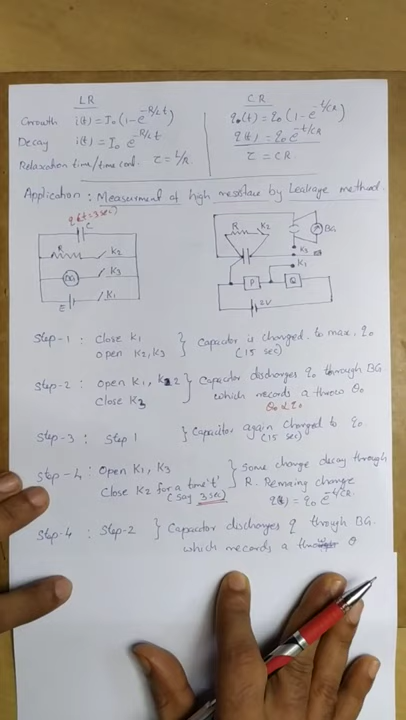 LR
CR
Growth i(t) = I₀ (1-e^-R/L t)
q(t) = q₀ (1-e^-t/CR)
Decay i(t) = I₀ e^-R/L t
q(t) = q₀ e^-t/CR
Relaxation time/time const. τ = L/R
τ = CR
Application : Measurment of high resistance by Leakage method.
q (t=3 sec)
C
R
K2
BG
K3
E
K1
R
K2
BG
K3
K1
P
Q
2V
Step-1 : Close K1
open K2, K3
} Capacitor is charged to max. q₀
(15 sec)
Step-2 : open K1, K2
Close K3
} Capacitor discharges q₀ through BG
which records a throw θ₀
θ₀ ∝ q₀
Step-3 : Step 1
} Capacitor again charged to q₀.
(15 sec)
Step-4 : Open K1, K3
Close K2 for a time 't'
(say 3 sec)
} Some charge decay through
R. Remaing charge
q(t) = q₀ e^-t/CR
Step-4 : Step-2 } Capacitor discharges q through BG.
which records a θ